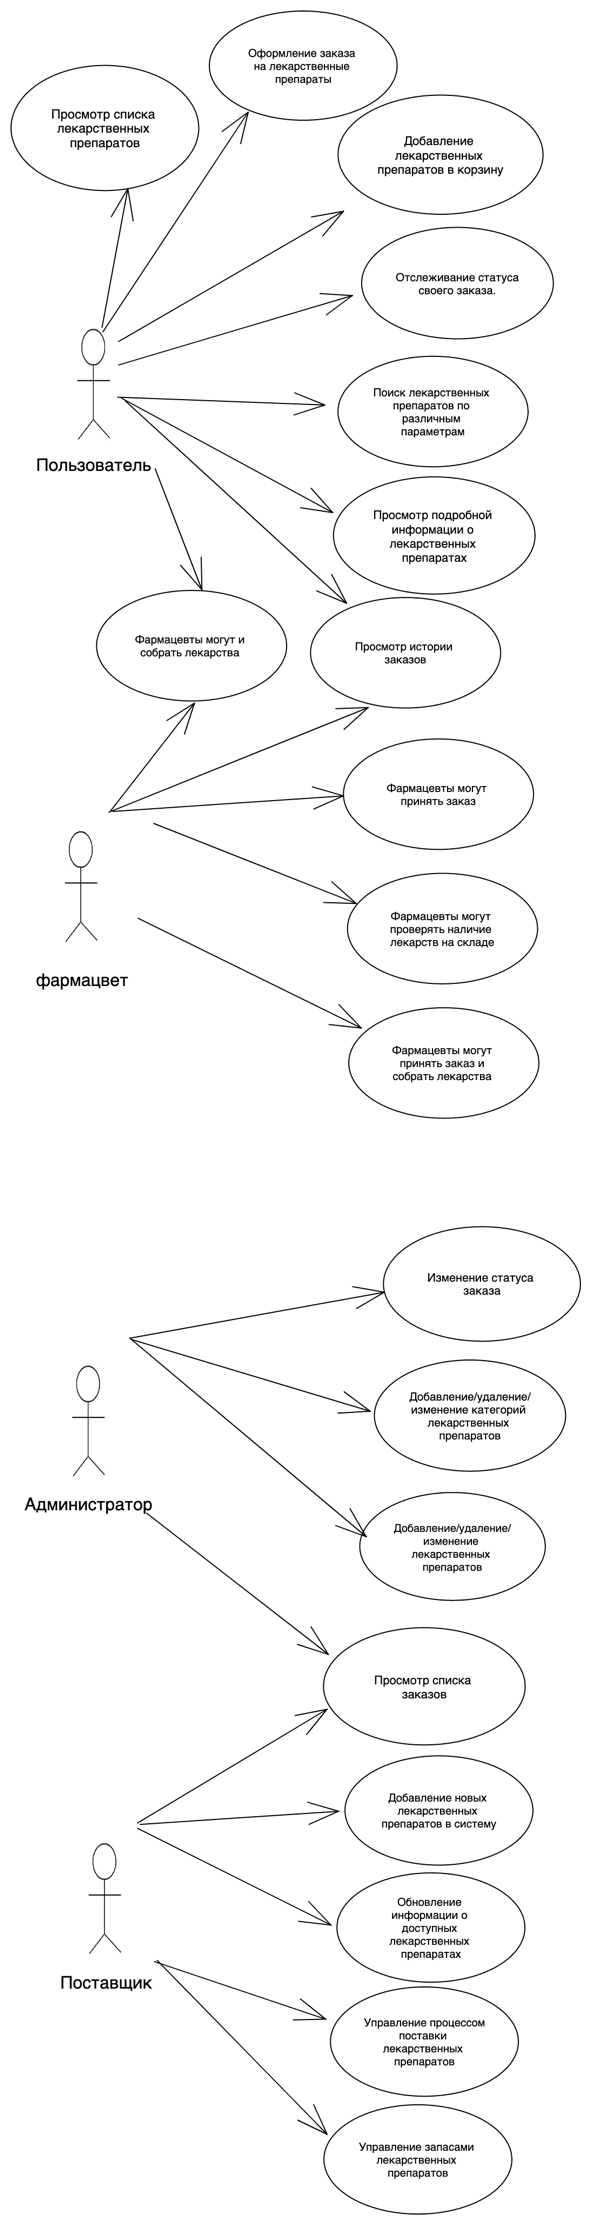 Оформление заказа
на лекарственные
препараты
Просмотр списка
лекарственных
препаратов
Добавление
лекарственных
препаратов в корзину
Отслеживание статуса
своего заказа.
Поиск лекарственных
препаратов по
различным
параметрам
Пользователь
Просмотр подробной
информации о
лекарственных
препаратах
Фармацевты могут и
собрать лекарства
Просмотр истории
заказов
Фармацевты могут
принять заказ
Фармацевты могут
проверять наличие
лекарств на складе
фармацвет
Фармацевты могут
принять заказ и
собрать лекарства
Изменение статуса
заказа
Добавление/удаление/
изменение категорий
лекарственных
препаратов
Администратор
Добавление/удаление/
изменение
лекарственных
препаратов
Просмотр списка
заказов
Добавление новых
лекарственных
препаратов в систему
Обновление
информации о
доступных
лекарственных
препаратах
Поставщик
Управление процессом
поставки
лекарственных
препаратов
Управление запасами
лекарственных
препаратов